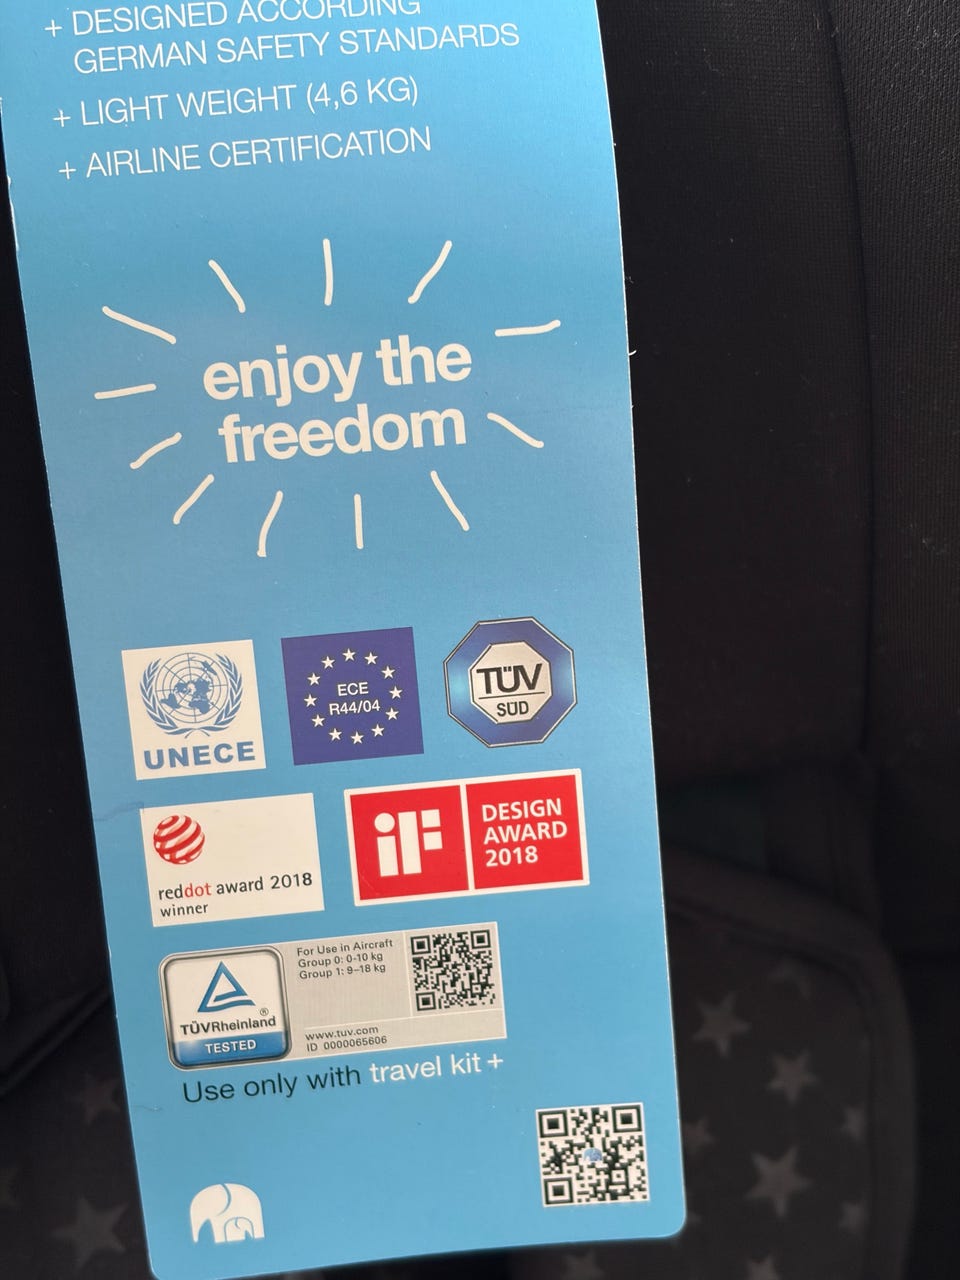 + DESIGNED ACCORDING
GERMAN SAFETY STANDARDS
+ LIGHT WEIGHT (4,6 KG)
+ AIRLINE CERTIFICATION
enjoy the
freedom
UNECE
ECE
R44/04
TÜV
SÜD
reddot award 2018
winner
iF
DESIGN
AWARD
2018
TÜVRheinland®
TESTED
For Use in Aircraft
Group 0: 0-10 kg
Group 1: 9–18 kg
www.tuv.com
ID 0000065606
Use only with travel kit +